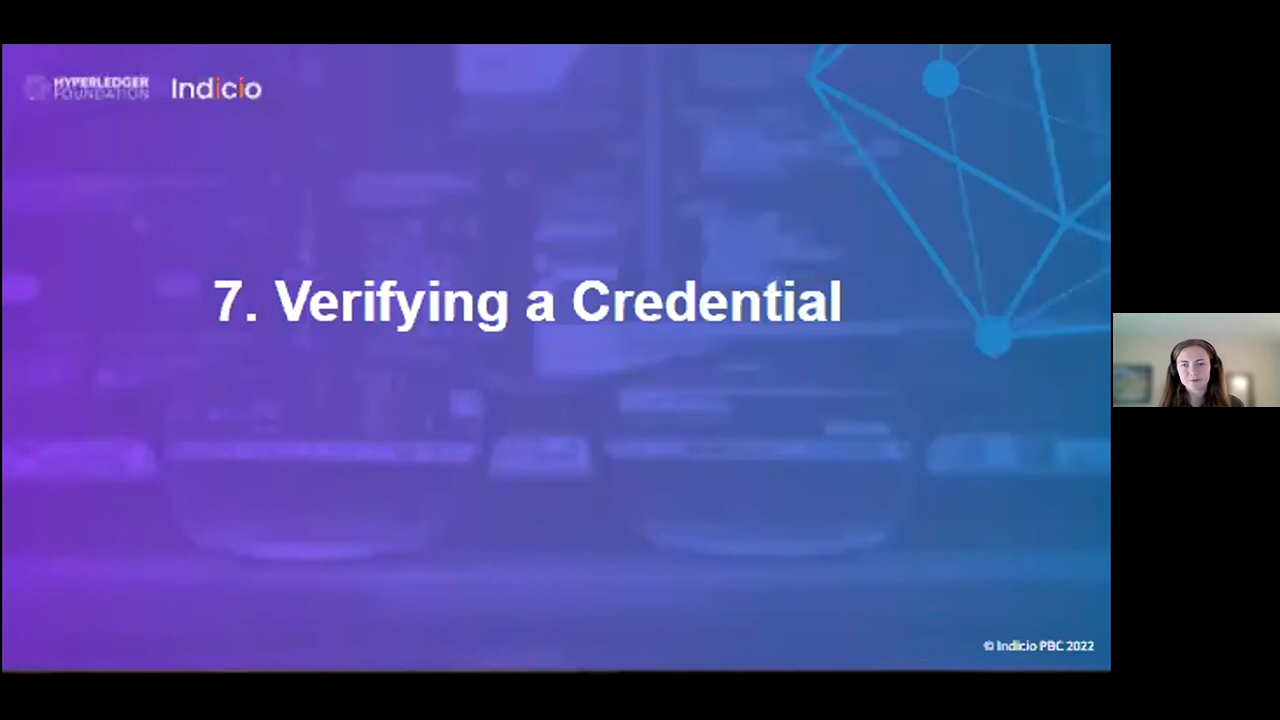 HYPERLEDGER
FOUNDATION
Indicio
7. Verifying a Credential
© Indicio PBC 2022